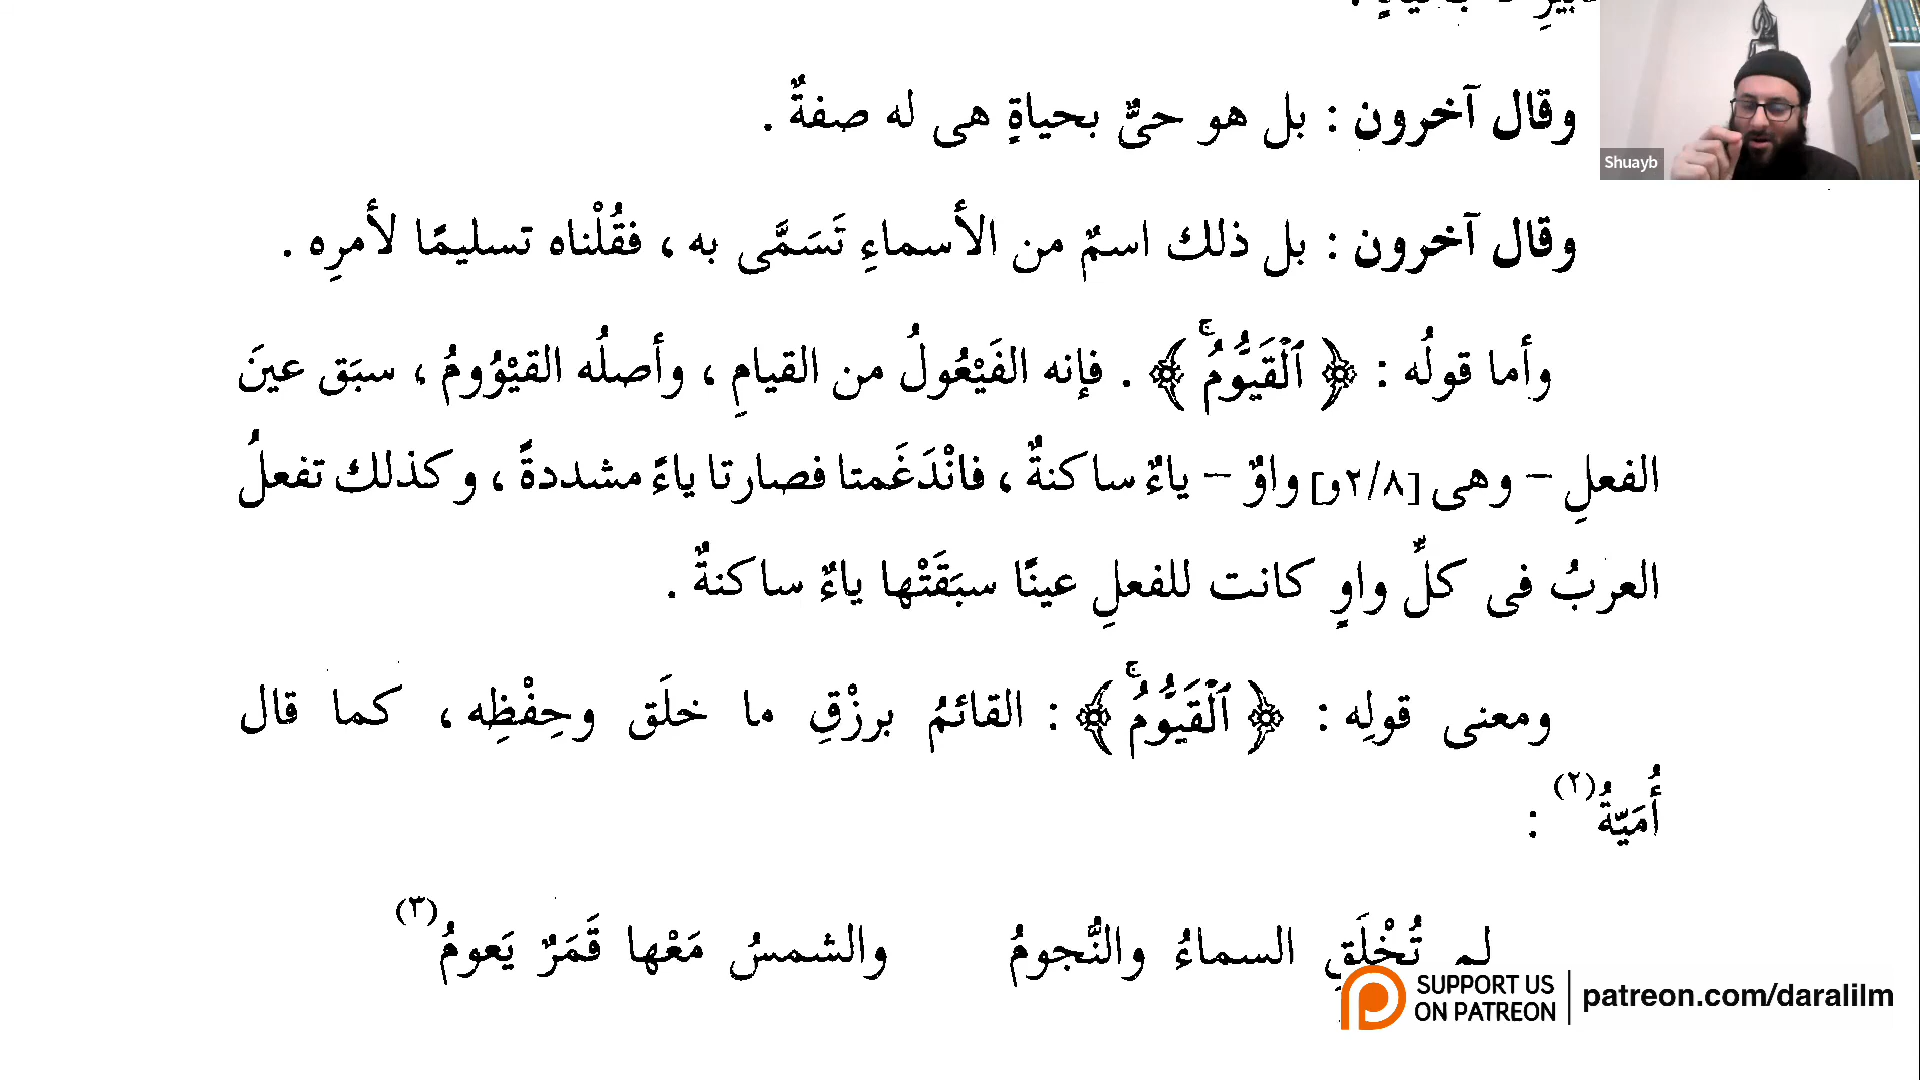 وقال آخرون : بل هو حىٌّ بحياةٍ هى له صفةٌ .
وقال آخرون : بل ذلك اسمٌ من الأسماءِ تَسَمَّى به ، فقُلْناه تسليمًا لأمرِه .
وأما قولُه : ﴿ ٱلْقَيُّومُۚ ﴾ . فإنه الفَيْعُولُ من القيامِ ، وأصلُه القيْوُومُ ، سبَق عينَ
الفعلِ – وهى [٢/٨و] واوٌ – ياءٌ ساكنةٌ ، فانْدَغَمتا فصارتا ياءً مشددةً ، وكذلك تفعلُ
العربُ فى كلِّ واوٍ كانت للفعلِ عينًا سبَقَتْها ياءٌ ساكنةٌ .
ومعنى قولِه : ﴿ ٱلْقَيُّومُۚ ﴾ : القائمُ برزْقِ ما خلَق وحِفْظِه ، كما قال
أُمَيّةُ(٢) :
لم تُخْلَقِ السماءُ والنُّجومُ والشمسُ مَعْها قَمَرٌ يَعومُ(٣)
Shuayb
SUPPORT US
ON PATREON
patreon.com/daralilm